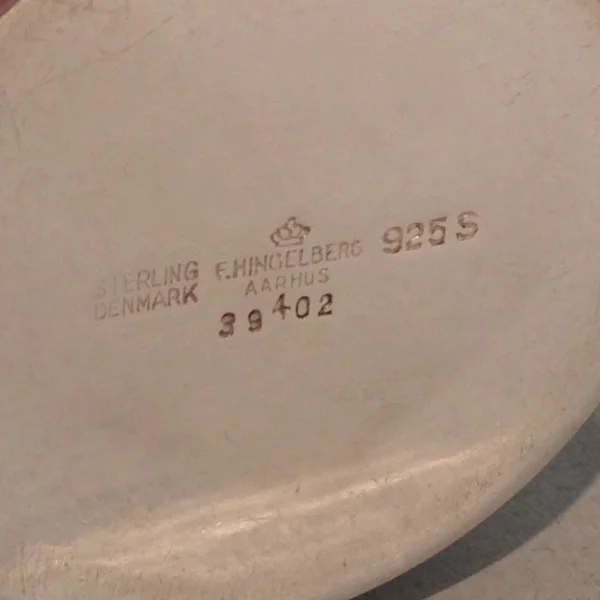 STERLING
DENMARK
F.HINGELBERG
AARHUS
925 S
39402